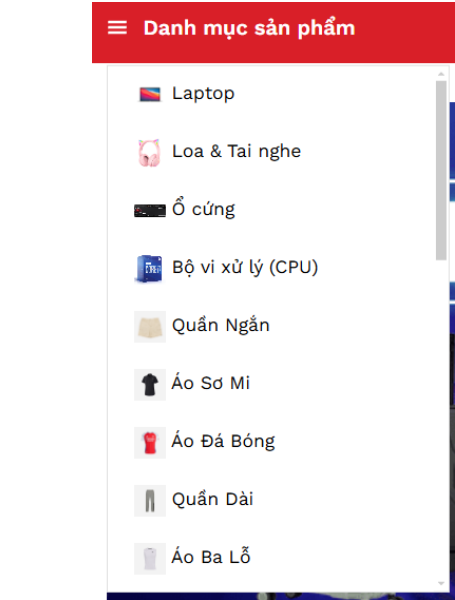 Danh mục sản phẩm
Laptop
Loa & Tai nghe
Ổ cứng
Bộ vi xử lý (CPU)
Quần Ngắn
Áo Sơ Mi
Áo Đá Bóng
Quần Dài
Áo Ba Lỗ